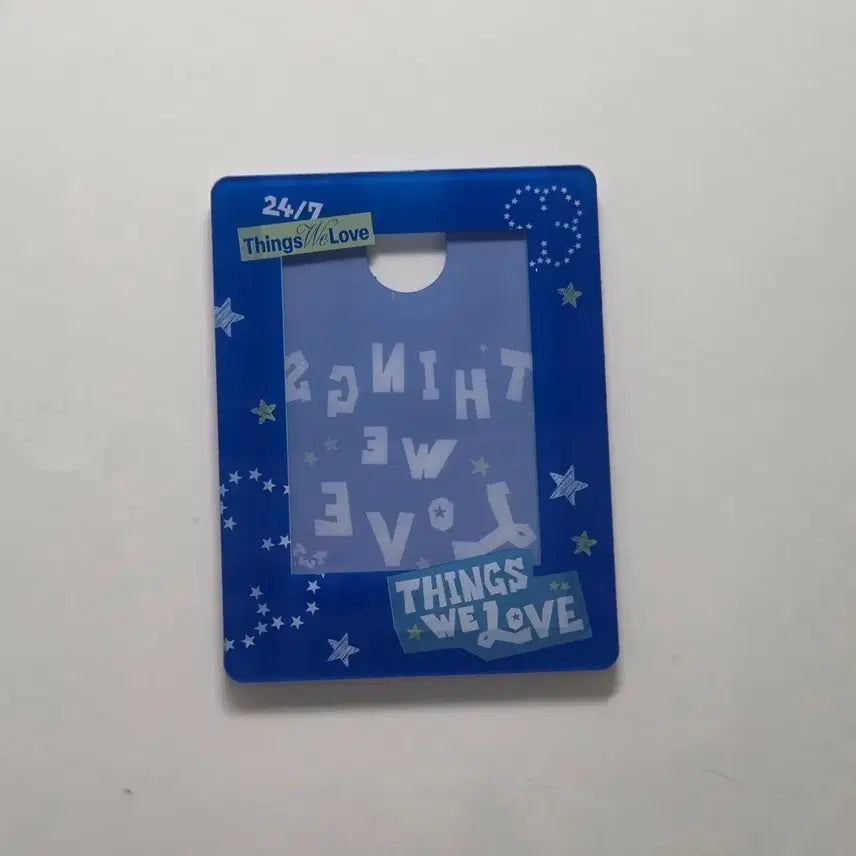 24/7
Things We Love
THINGS
WE
LOVE
THINGS
WE LOVE